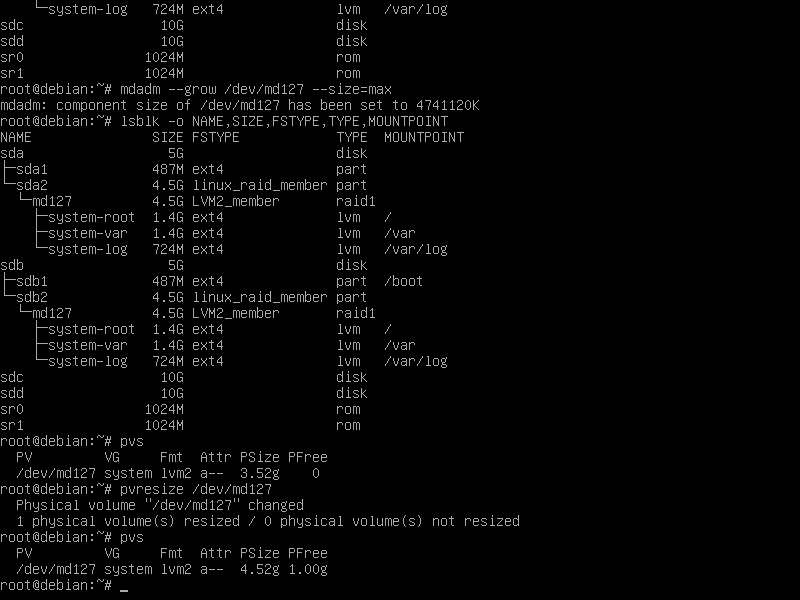 └─system-log   724M ext4              lvm   /var/log
sdc                 10G                   disk
sdd                 10G                   disk
sr0               1024M                   rom
sr1               1024M                   rom
root@debian:~# mdadm --grow /dev/md127 --size=max
mdadm: component size of /dev/md127 has been set to 4741120K
root@debian:~# lsblk -o NAME,SIZE,FSTYPE,TYPE,MOUNTPOINT
NAME               SIZE FSTYPE            TYPE  MOUNTPOINT
sda                  5G                   disk
├─sda1             487M ext4              part
└─sda2             4.5G linux_raid_member part
  └─md127          4.5G LVM2_member       raid1
    ├─system-root  1.4G ext4              lvm   /
    ├─system-var   1.4G ext4              lvm   /var
    └─system-log   724M ext4              lvm   /var/log
sdb                  5G                   disk
├─sdb1             487M ext4              part  /boot
└─sdb2             4.5G linux_raid_member part
  └─md127          4.5G LVM2_member       raid1
    ├─system-root  1.4G ext4              lvm   /
    ├─system-var   1.4G ext4              lvm   /var
    └─system-log   724M ext4              lvm   /var/log
sdc                 10G                   disk
sdd                 10G                   disk
sr0               1024M                   rom
sr1               1024M                   rom
root@debian:~# pvs
  PV         VG     Fmt  Attr PSize PFree
  /dev/md127 system lvm2 a--  3.52g    0
root@debian:~# pvresize /dev/md127
  Physical volume "/dev/md127" changed
  1 physical volume(s) resized / 0 physical volume(s) not resized
root@debian:~# pvs
  PV         VG     Fmt  Attr PSize PFree
  /dev/md127 system lvm2 a--  4.52g 1.00g
root@debian:~# _